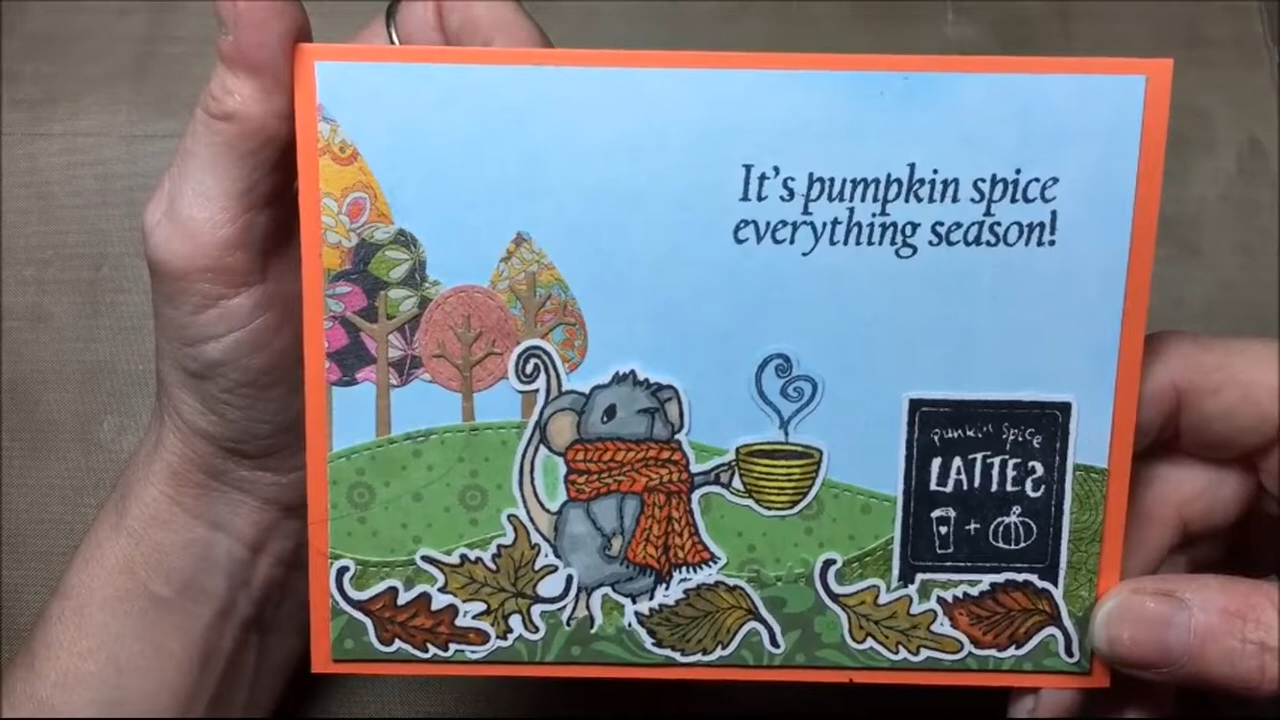 It's pumpkin spice
everything season!
punkin spice
LATTES
+